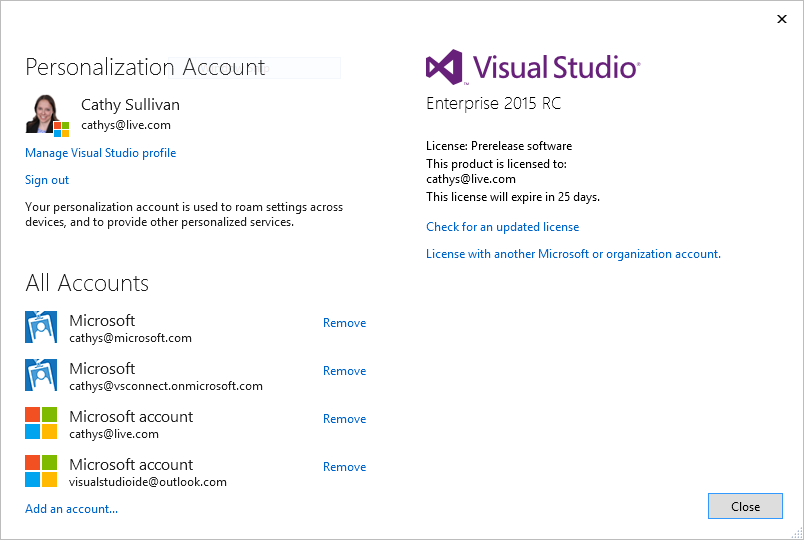 Personalization Account
Cathy Sullivan
cathys@live.com
Manage Visual Studio profile
Sign out
Your personalization account is used to roam settings across
devices, and to provide other personalized services.
All Accounts
Microsoft
cathys@microsoft.com
Remove
Microsoft
cathys@vsconnect.onmicrosoft.com
Remove
Microsoft account
cathys@live.com
Remove
Microsoft account
visualstudioide@outlook.com
Remove
Add an account...
Visual Studio
Enterprise 2015 RC
License: Prerelease software
This product is licensed to:
cathys@live.com
This license will expire in 25 days.
Check for an updated license
License with another Microsoft or organization account.
Close